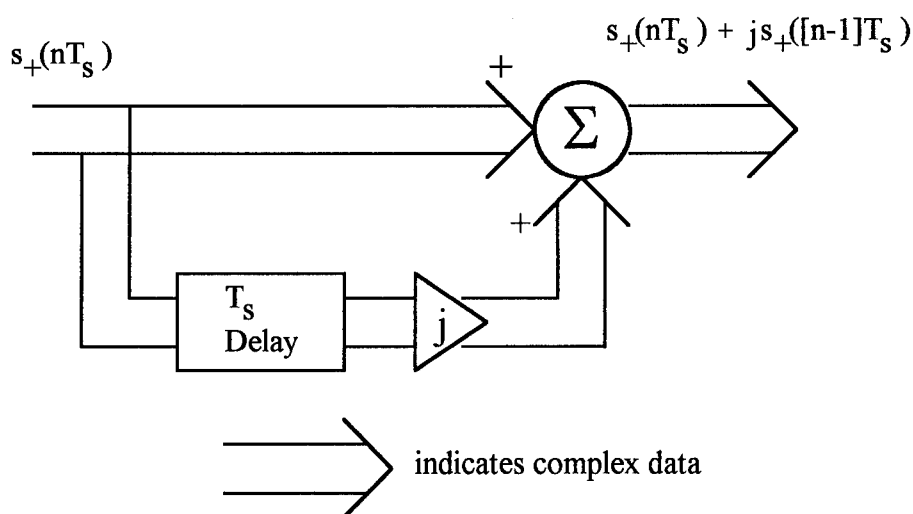 s₊(nTₛ) + js₊([n-1]Tₛ)
s₊(nTₛ)
+
Σ
+
Tₛ
Delay
j
indicates complex data